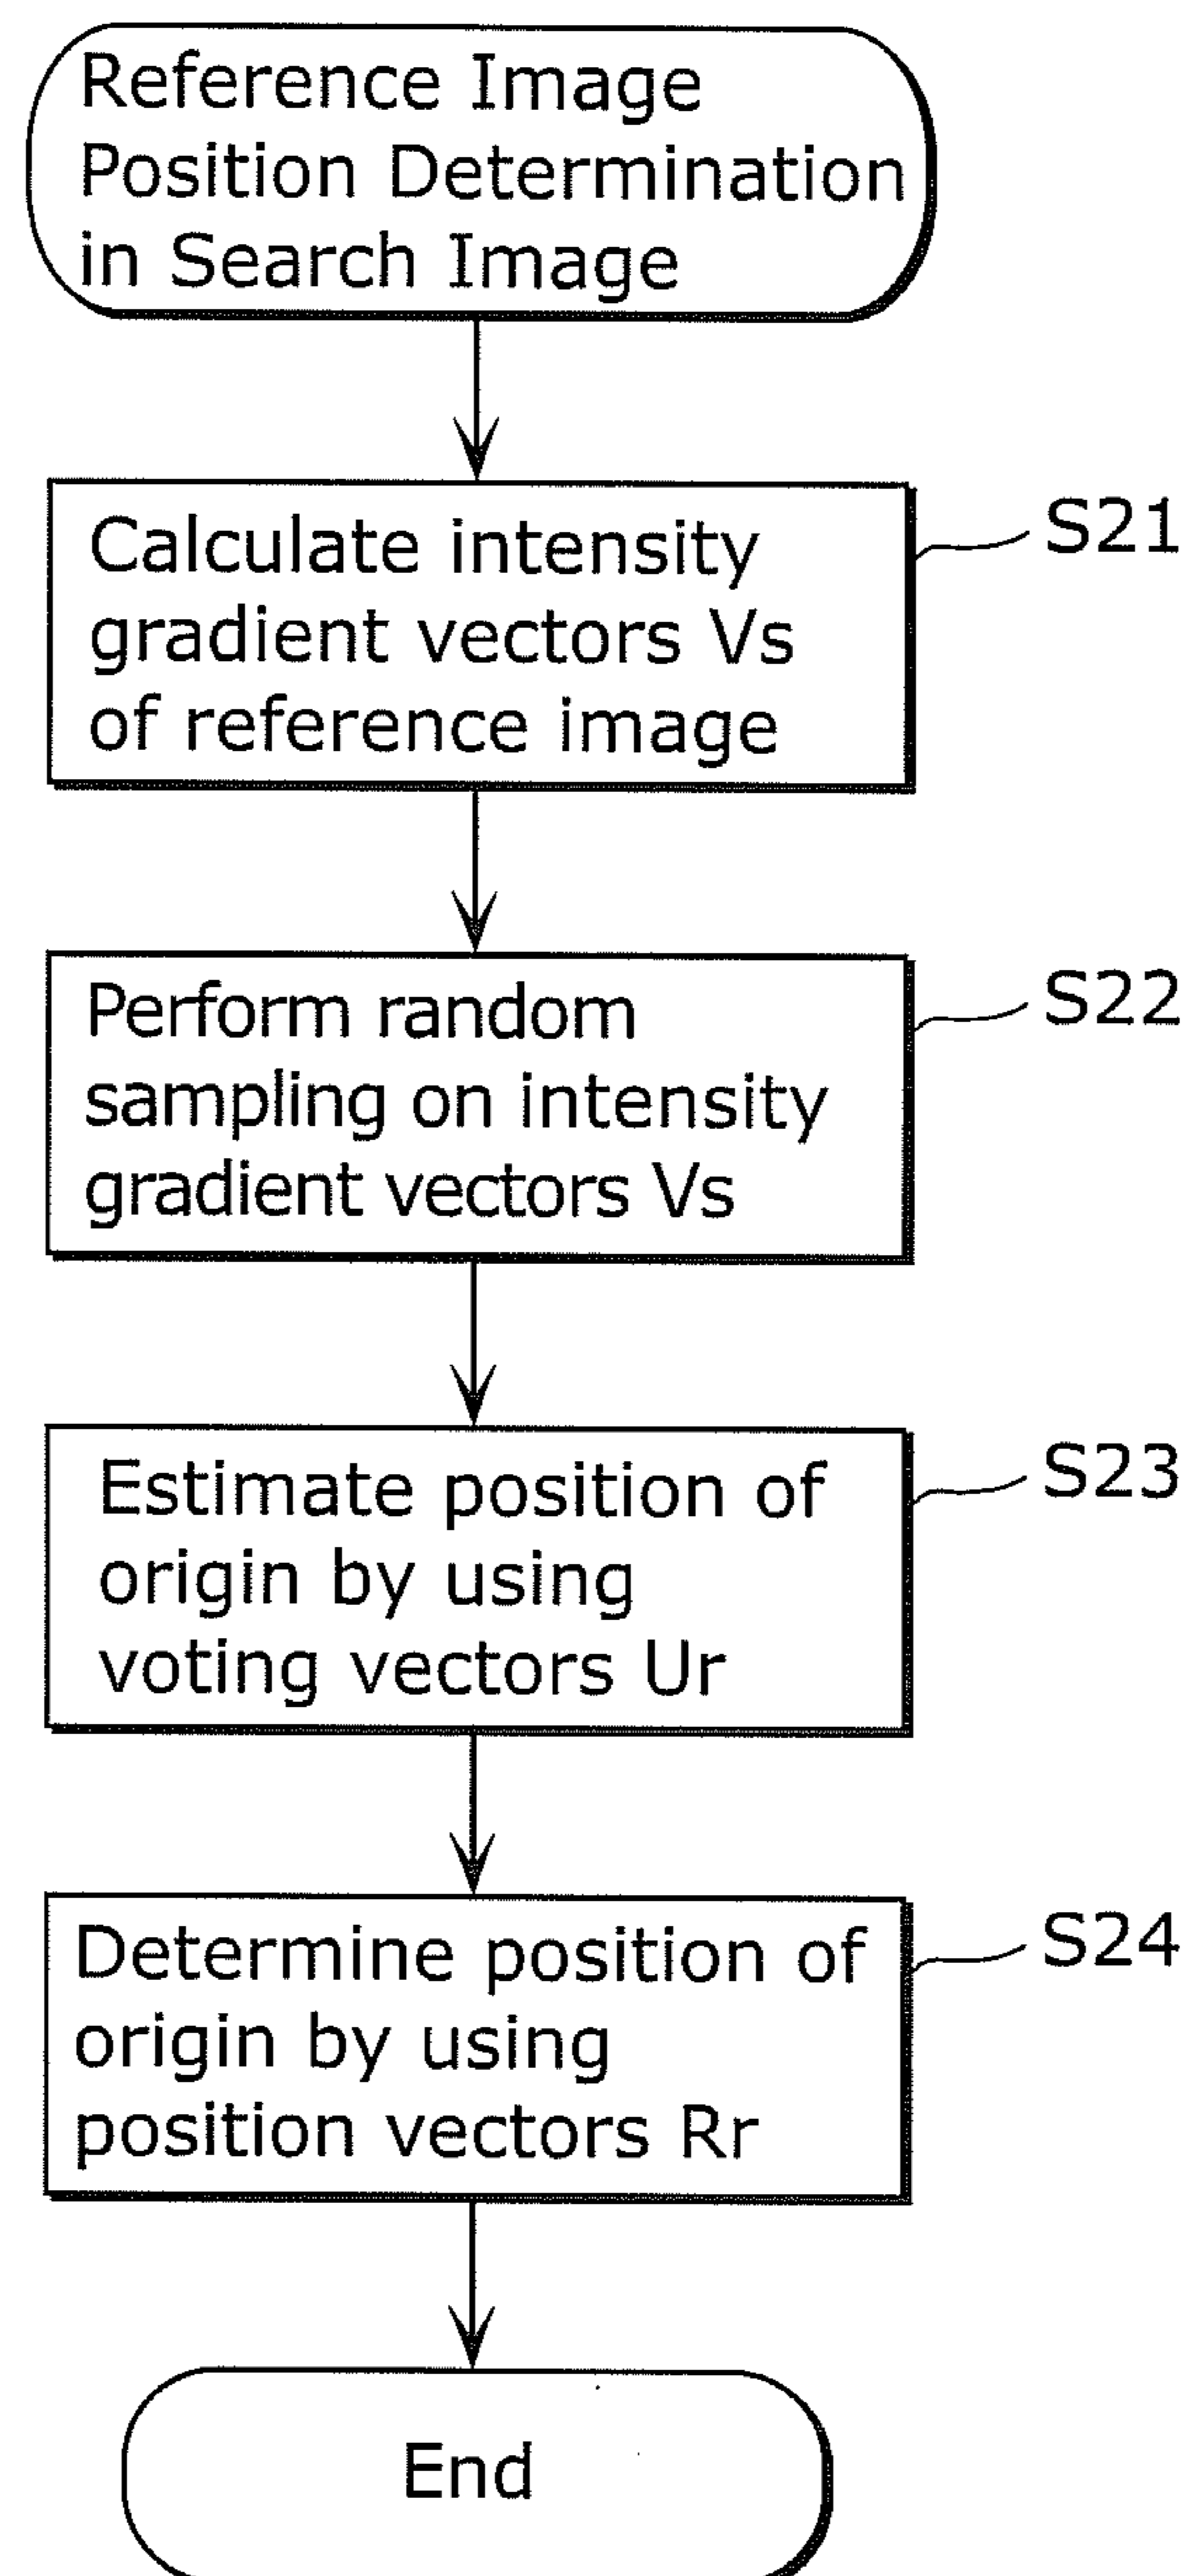 Reference Image
Position Determination
in Search Image
Calculate intensity
gradient vectors Vs
of reference image
S21
Perform random
sampling on intensity
gradient vectors Vs
S22
Estimate position of
origin by using
voting vectors Ur
S23
Determine position of
origin by using
position vectors Rr
S24
End